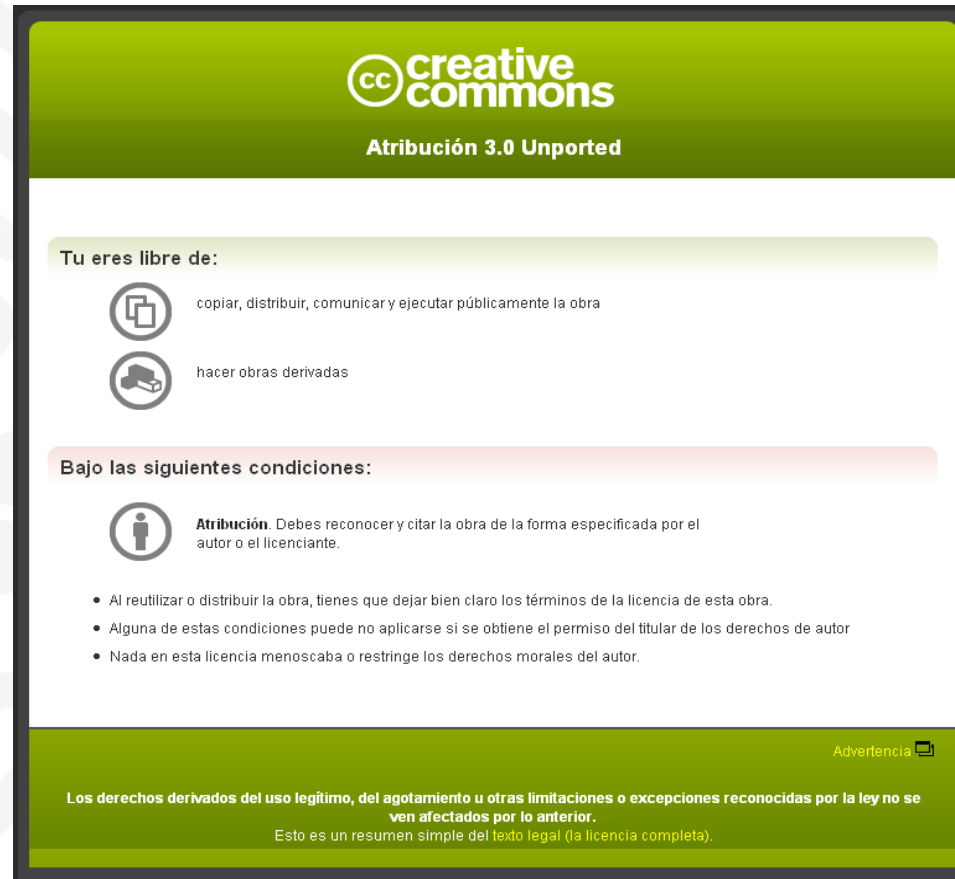 cc creative
commons
Atribución 3.0 Unported
Tu eres libre de:
copiar, distribuir, comunicar y ejecutar públicamente la obra
hacer obras derivadas
Bajo las siguientes condiciones:
Atribución. Debes reconocer y citar la obra de la forma especificada por el
autor o el licenciante.
• Al reutilizar o distribuir la obra, tienes que dejar bien claro los términos de la licencia de esta obra.
• Alguna de estas condiciones puede no aplicarse si se obtiene el permiso del titular de los derechos de autor
• Nada en esta licencia menoscaba o restringe los derechos morales del autor.
Advertencia
Los derechos derivados del uso legítimo, del agotamiento u otras limitaciones o excepciones reconocidas por la ley no se
ven afectados por lo anterior.
Esto es un resumen simple del texto legal (la licencia completa).